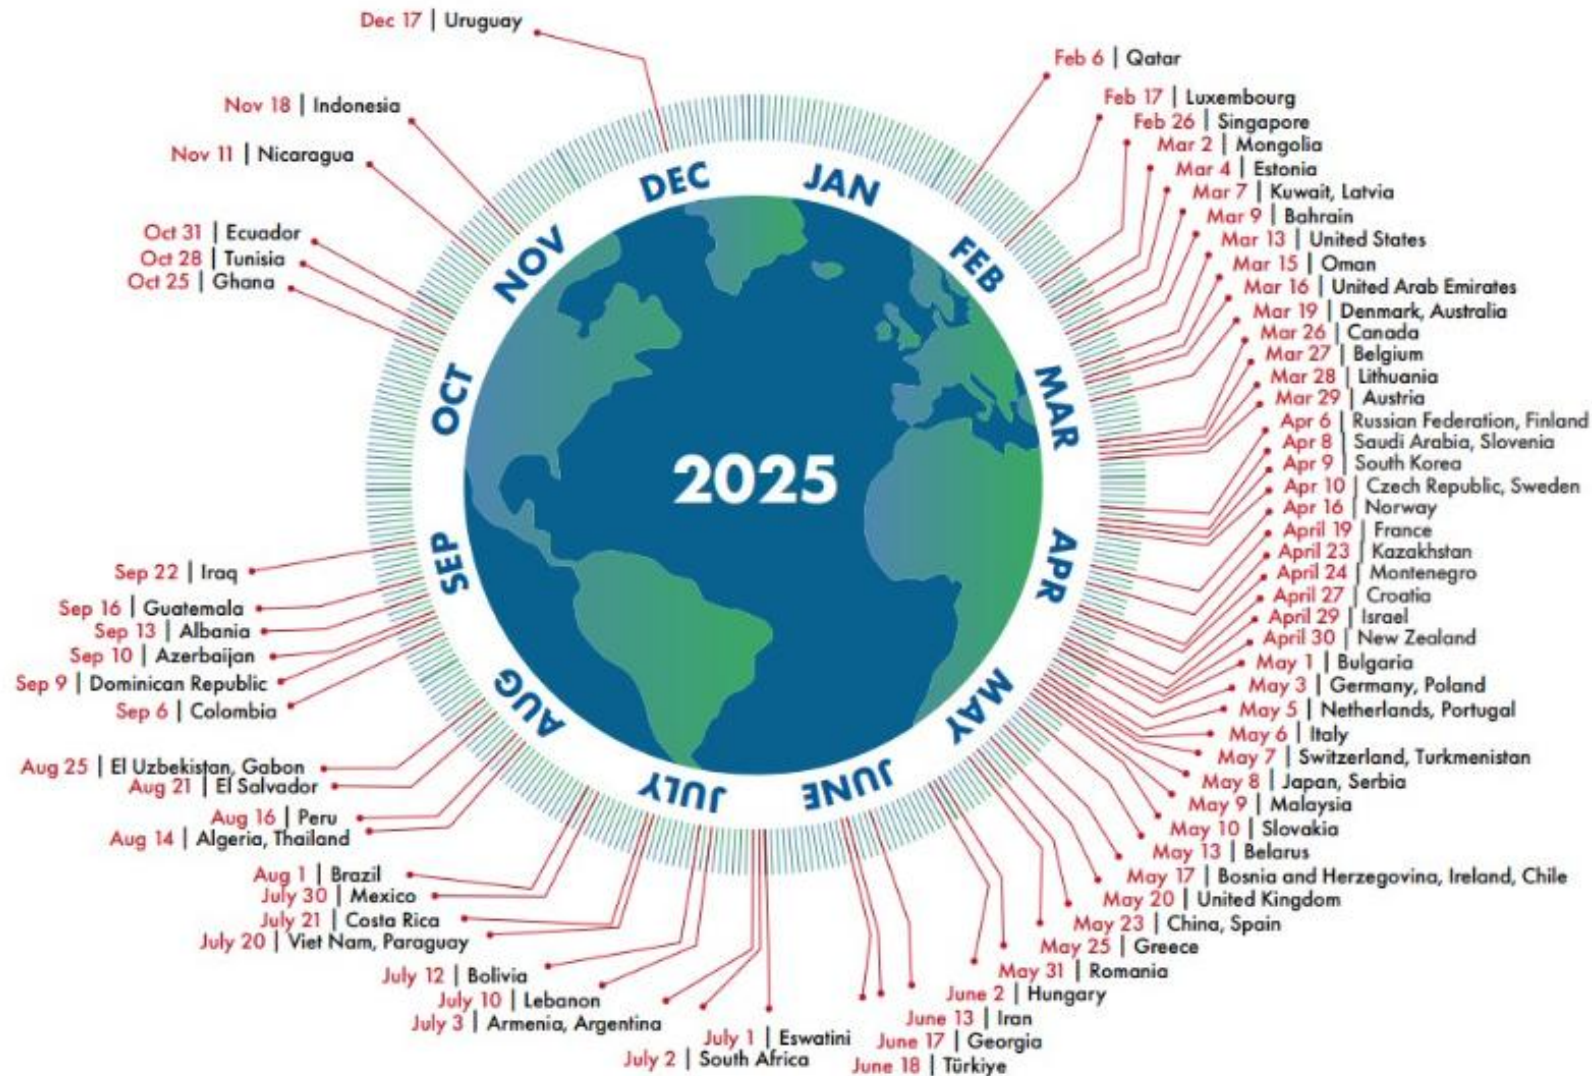 Dec 17 | Uruguay
Feb 6 | Qatar
Feb 17 | Luxembourg
Feb 26 | Singapore
Mar 2 | Mongolia
Mar 4 | Estonia
Mar 7 | Kuwait, Latvia
Mar 9 | Bahrain
Mar 13 | United States
Mar 15 | Oman
Mar 16 | United Arab Emirates
Mar 19 | Denmark, Australia
Mar 26 | Canada
Mar 27 | Belgium
Mar 28 | Lithuania
Mar 29 | Austria
Apr 6 | Russian Federation, Finland
Apr 8 | Saudi Arabia, Slovenia
Apr 9 | South Korea
Apr 10 | Czech Republic, Sweden
Apr 16 | Norway
April 19 | France
April 23 | Kazakhstan
April 24 | Montenegro
April 27 | Croatia
April 29 | Israel
April 30 | New Zealand
May 1 | Bulgaria
May 3 | Germany, Poland
May 5 | Netherlands, Portugal
May 6 | Italy
May 7 | Switzerland, Turkmenistan
May 8 | Japan, Serbia
May 9 | Malaysia
May 10 | Slovakia
May 13 | Belarus
May 17 | Bosnia and Herzegovina, Ireland, Chile
May 20 | United Kingdom
May 23 | China, Spain
May 25 | Greece
May 31 | Romania
June 2 | Hungary
June 13 | Iran
June 17 | Georgia
June 18 | Türkiye
July 1 | Eswatini
July 2 | South Africa
July 3 | Armenia, Argentina
July 10 | Lebanon
July 12 | Bolivia
July 20 | Viet Nam, Paraguay
July 21 | Costa Rica
July 30 | Mexico
Aug 1 | Brazil
Aug 14 | Algeria, Thailand
Aug 16 | Peru
Aug 21 | El Salvador
Aug 25 | El Uzbekistan, Gabon
Sep 6 | Colombia
Sep 9 | Dominican Republic
Sep 10 | Azerbaijan
Sep 13 | Albania
Sep 16 | Guatemala
Sep 22 | Iraq
Oct 25 | Ghana
Oct 28 | Tunisia
Oct 31 | Ecuador
Nov 11 | Nicaragua
Nov 18 | Indonesia
JAN
FEB
MAR
APR
MAY
JUNE
JULY
AUG
SEP
OCT
NOV
DEC
2025